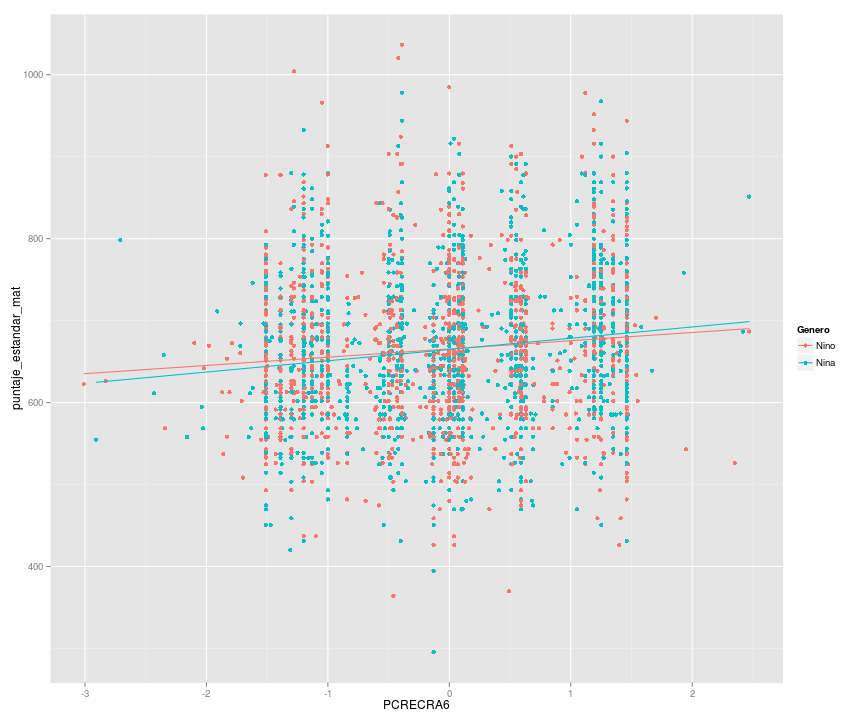 1000
800
600
400
puntaje_estandar_mat
-3
-2
-1
0
1
2
PCRECRA6
Genero
Nino
Nina